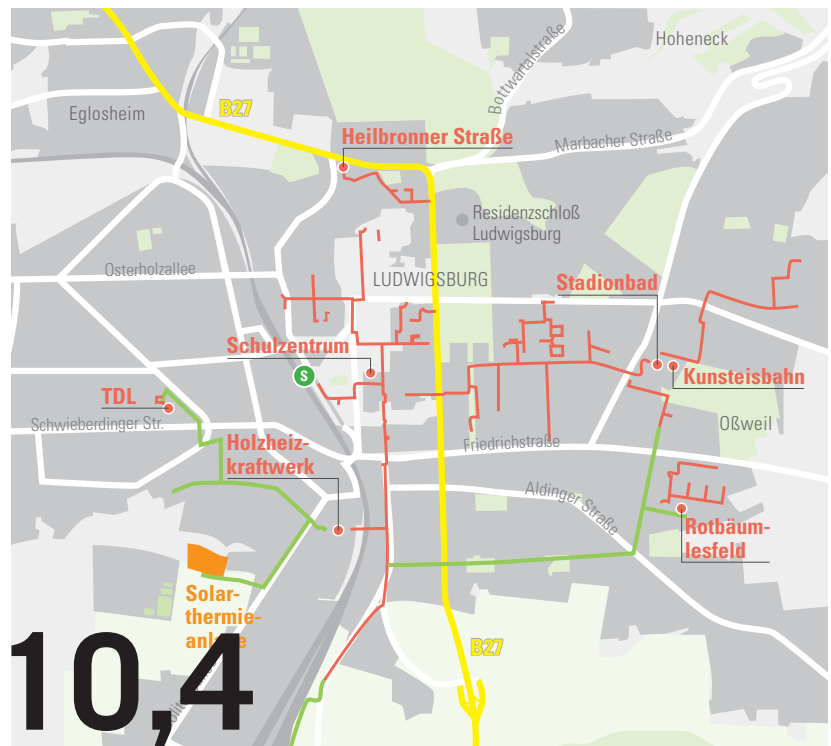 Hoheneck
Bottwartalstraße
Eglosheim
B27
Heilbronner Straße
Marbacher Straße
Residenzschloß
Ludwigsburg
Osterholzallee
LUDWIGSBURG
Stadionbad
Schulzentrum
S
Kunsteisbahn
TDL
Schwieberdinger Str.
Oßweil
Holzheiz-
kraftwerk
Friedrichstraße
Aldinger Straße
Rotbäum-
lesfeld
Solar-
thermie-
anlage
B27
10,4